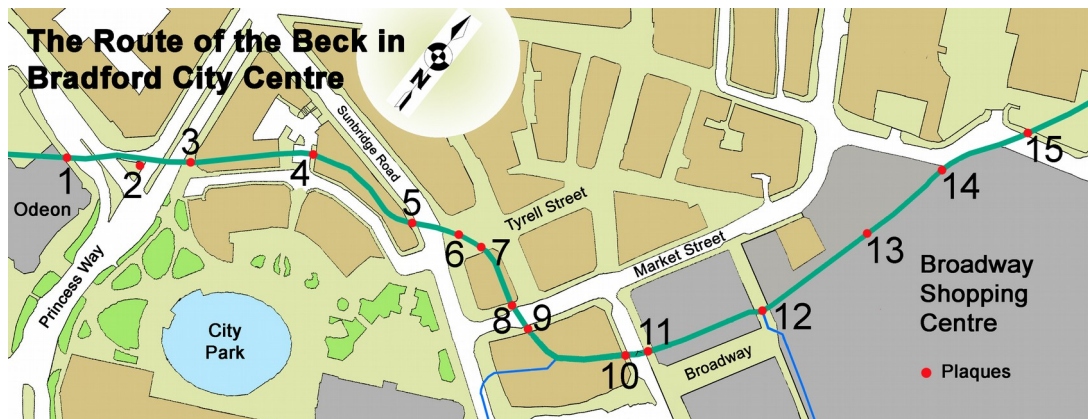 The Route of the Beck in
Bradford City Centre
N
Sunbridge Road
1
2
3
4
5
6
7
8
9
10
11
12
13
14
15
Odeon
Princess Way
City
Park
Tyrell Street
Market Street
Broadway
Broadway
Shopping
Centre
Plaques